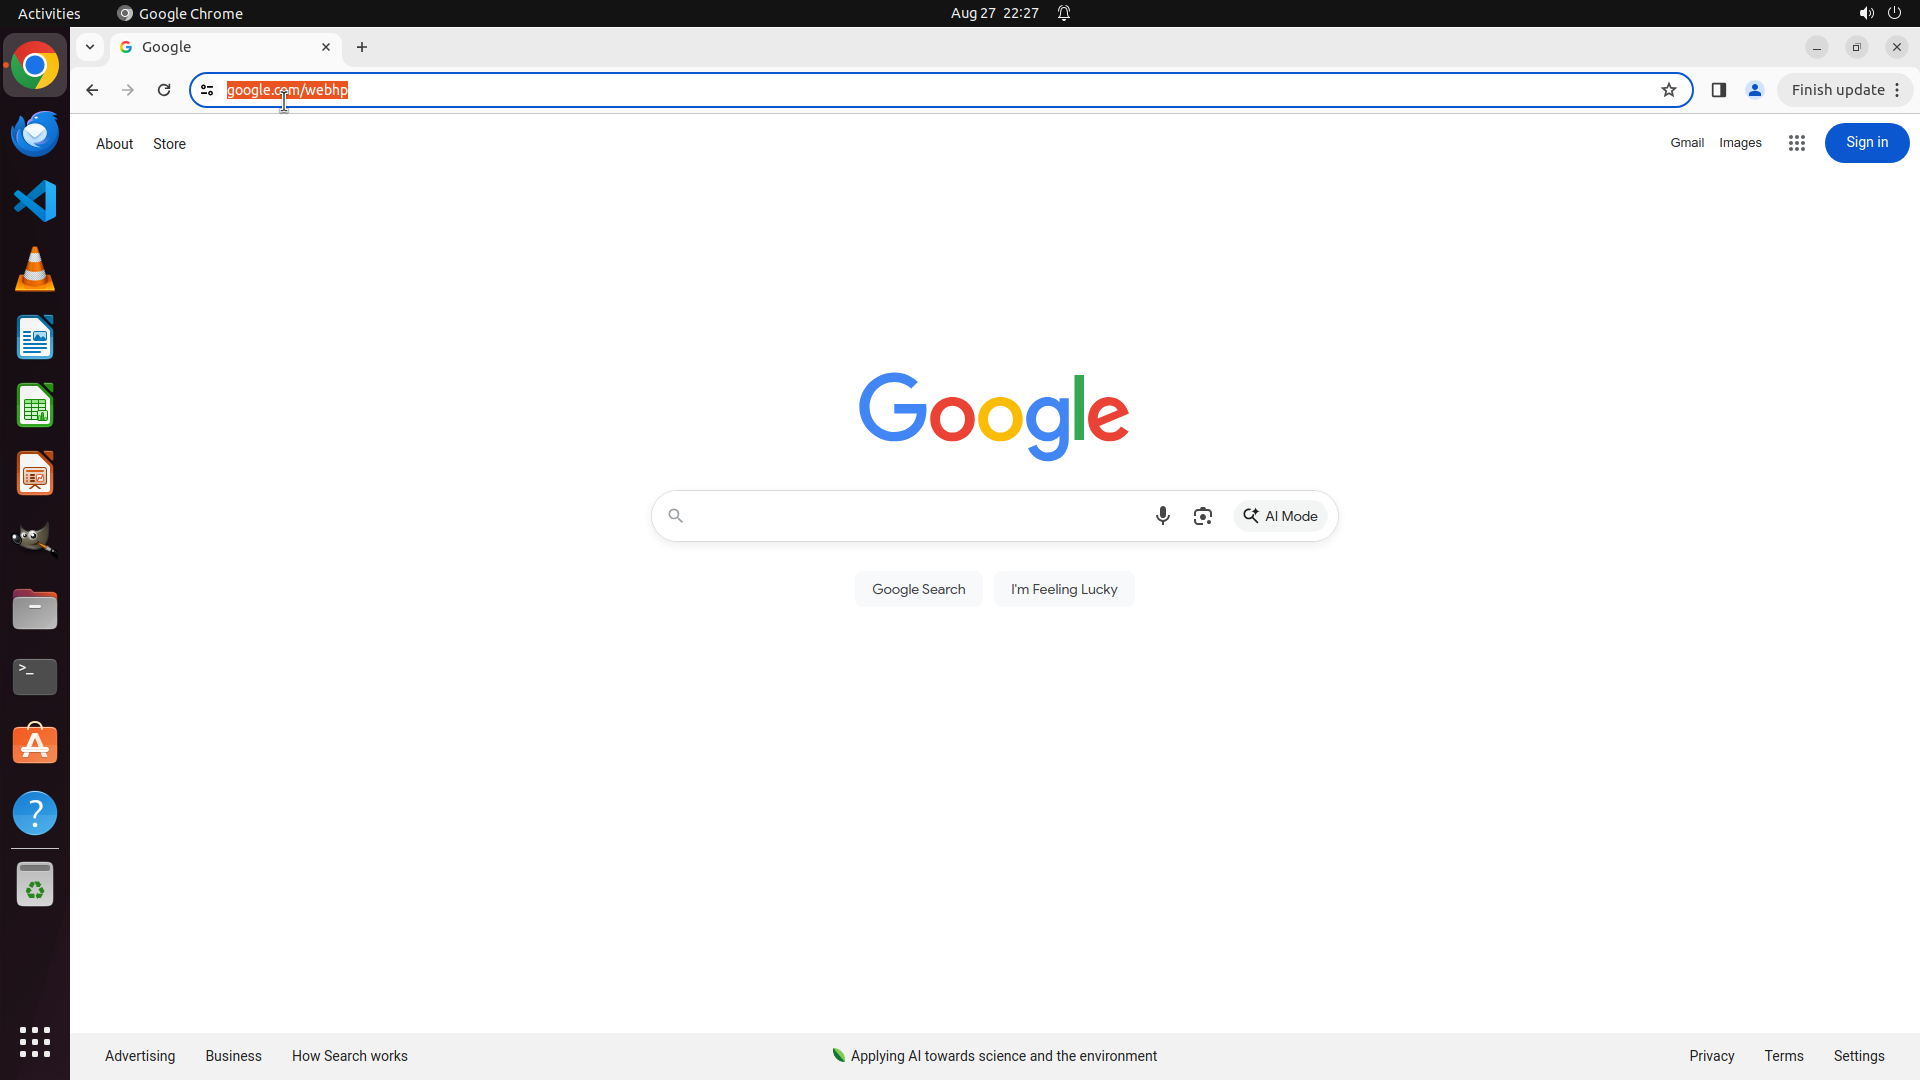 Activities
Google Chrome
Aug 27 22:27
Google
google.com/webhp
Finish update
About
Store
Gmail
Images
Sign in
Google
AI Mode
Google Search
I'm Feeling Lucky
Advertising
Business
How Search works
Applying AI towards science and the environment
Privacy
Terms
Settings